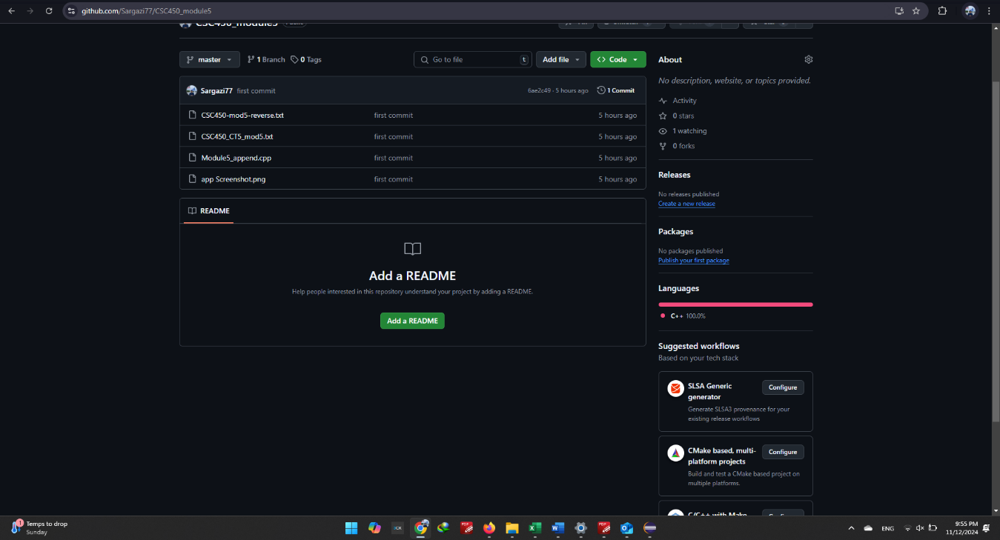 github.com/Sargazi77/CSC450_module5
CSC450_module5 Public
master 1 Branch 0 Tags Go to file t Add file Code
Sargazi77 first commit 6ae2c49 · 5 hours ago 1 Commit
CSC450-mod5-reverse.txt first commit 5 hours ago
CSC450_CT5_mod5.txt first commit 5 hours ago
Module5_append.cpp first commit 5 hours ago
app Screenshot.png first commit 5 hours ago
README
Add a README
Help people interested in this repository understand your project by adding a README.
Add a README
About
No description, website, or topics provided.
Activity
0 stars
1 watching
0 forks
Releases
No releases published
Create a new release
Packages
No packages published
Publish your first package
Languages
C++ 100.0%
Suggested workflows
Based on your tech stack
SLSA Generic
generator
Configure
Generate SLSA3 provenance for your
existing release workflows
CMake based, multi-
platform projects
Configure
Build and test a CMake based project on
multiple platforms.
C/C++ with Make
Configure
1
Temps to drop
Sunday
PDF
PDF
ENG
9:55 PM
11/12/2024